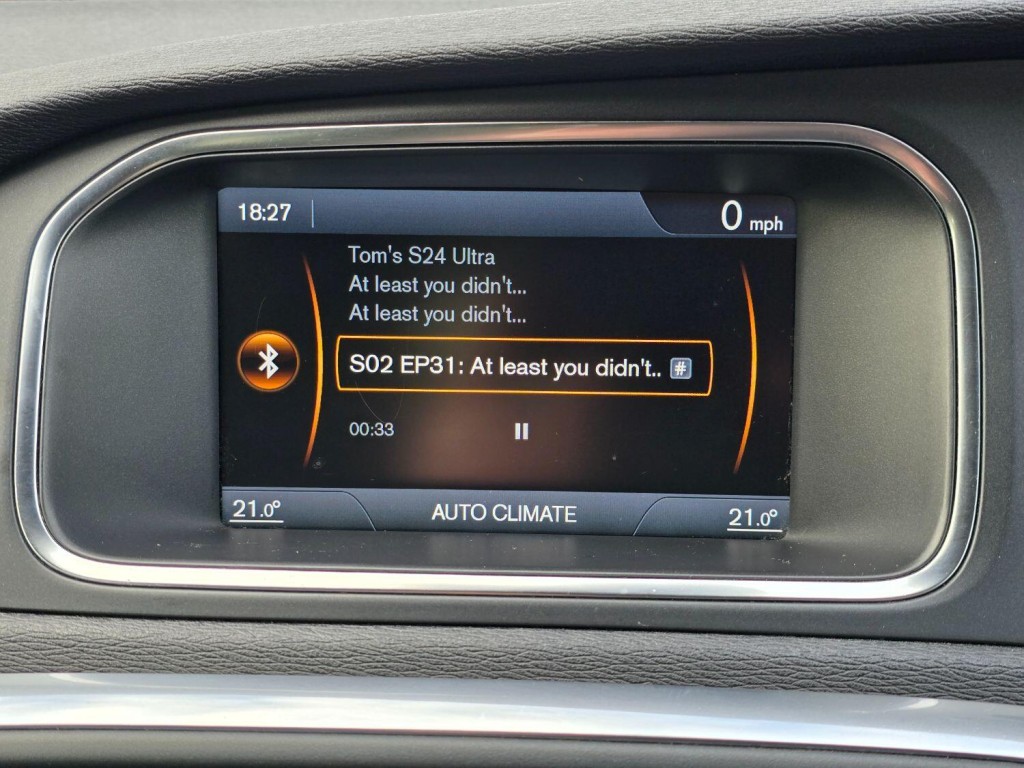 18:27
0 mph
Tom's S24 Ultra
At least you didn't...
At least you didn't...
S02 EP31: At least you didn't.. #
00:33
21.0° AUTO CLIMATE 21.0°